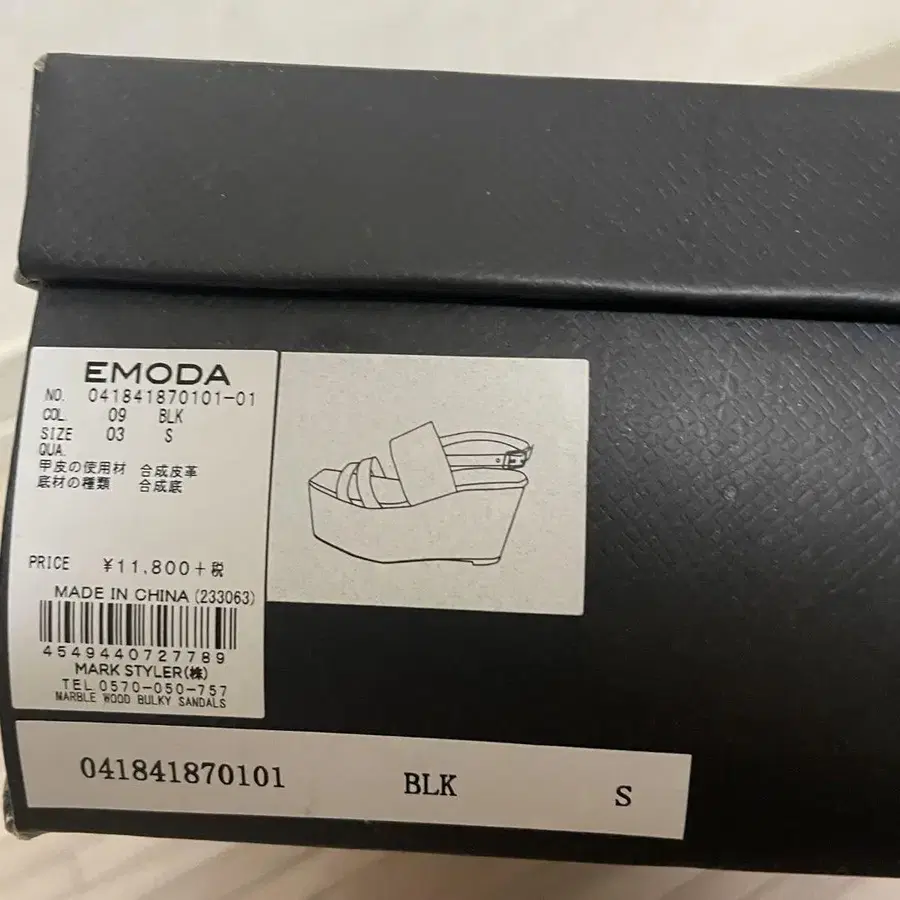 EMODA
NO. 041841870101-01
COL. 09 BLK
SIZE 03 S
QUA.
甲皮の使用材 合成皮革
底材の種類 合成底
PRICE ¥11,800+税
MADE IN CHINA (233063)
4549440727789
MARK STYLER(株)
TEL 0570-050-757
MARBLE WOOD BULKY SANDALS
041841870101 BLK S